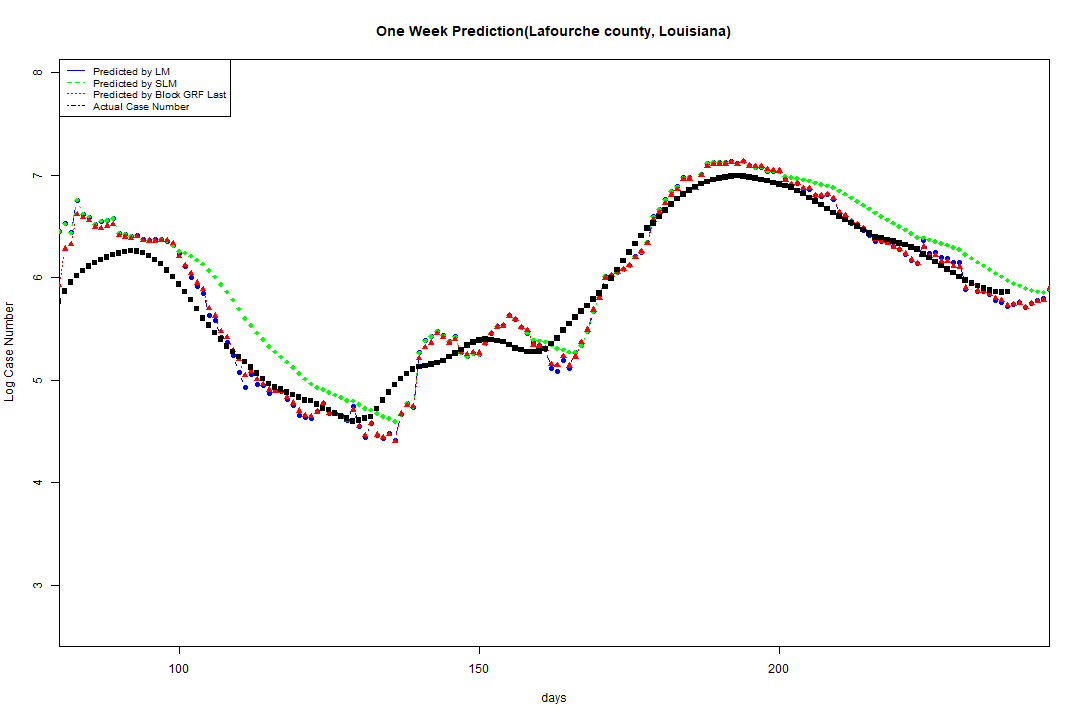 One Week Prediction(Lafourche county, Louisiana)
Predicted by LM
Predicted by SLM
Predicted by Block GRF Last
Actual Case Number
8
7
6
5
4
3
Log Case Number
100
150
200
days